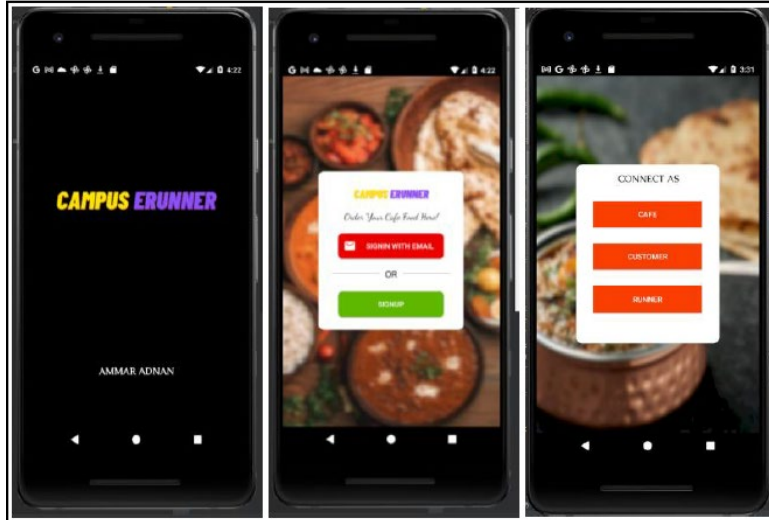 4:22
CAMPUS ERUNNER
AMMAR ADNAN
4:22
CAMPUS ERUNNER
Order Your Cafe Food Here!
SIGNIN WITH EMAIL
OR
SIGNUP
3:31
CONNECT AS
CAFE
CUSTOMER
RUNNER